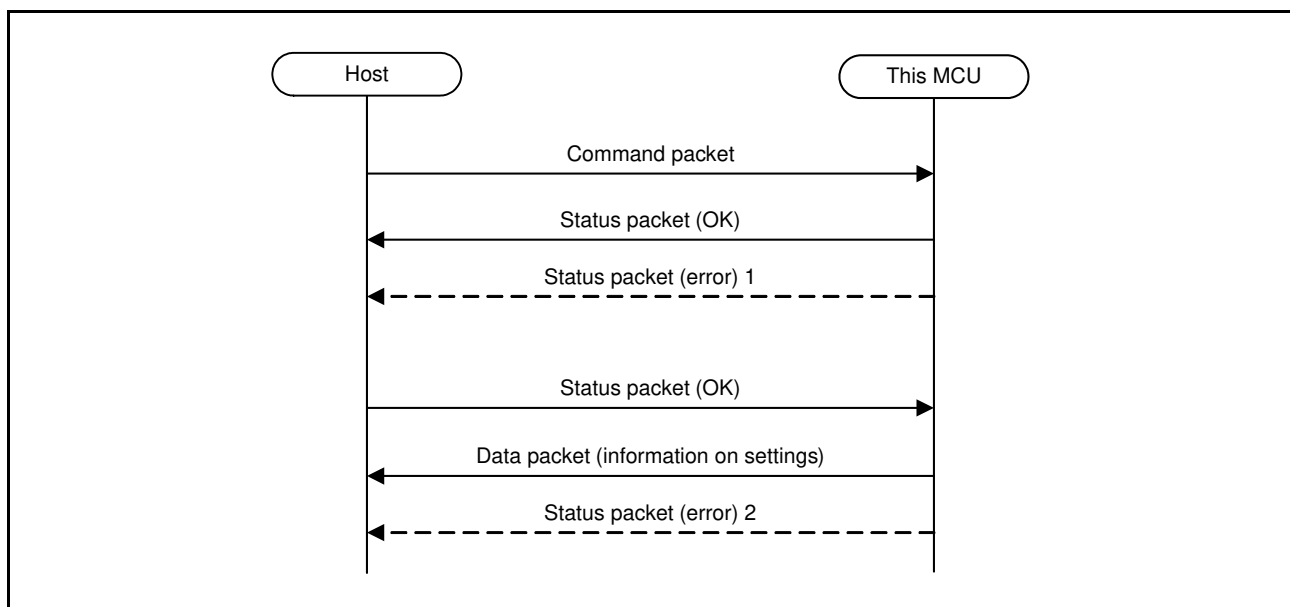 Host
This MCU
Command packet
Status packet (OK)
Status packet (error) 1
Status packet (OK)
Data packet (information on settings)
Status packet (error) 2